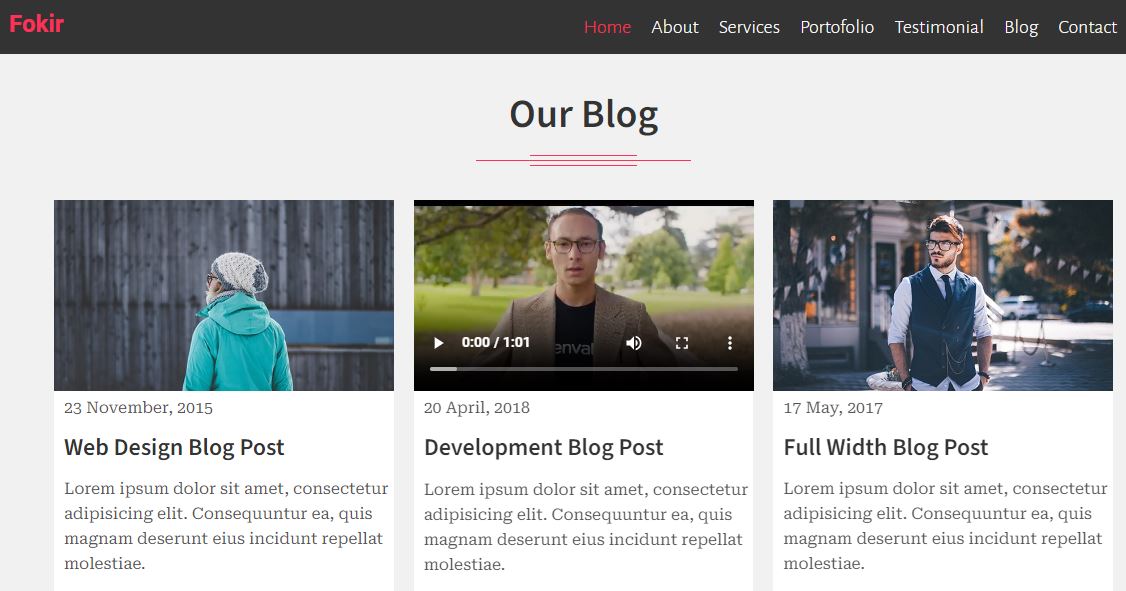 Fokir
Home About Services Portofolio Testimonial Blog Contact
Our Blog
0:00 / 1:01
enval
23 November, 2015
Web Design Blog Post
Lorem ipsum dolor sit amet, consectetur
adipisicing elit. Consequuntur ea, quis
magnam deserunt eius incidunt repellat
molestiae.
20 April, 2018
Development Blog Post
Lorem ipsum dolor sit amet, consectetur
adipisicing elit. Consequuntur ea, quis
magnam deserunt eius incidunt repellat
molestiae.
17 May, 2017
Full Width Blog Post
Lorem ipsum dolor sit amet, consectetur
adipisicing elit. Consequuntur ea, quis
magnam deserunt eius incidunt repellat
molestiae.